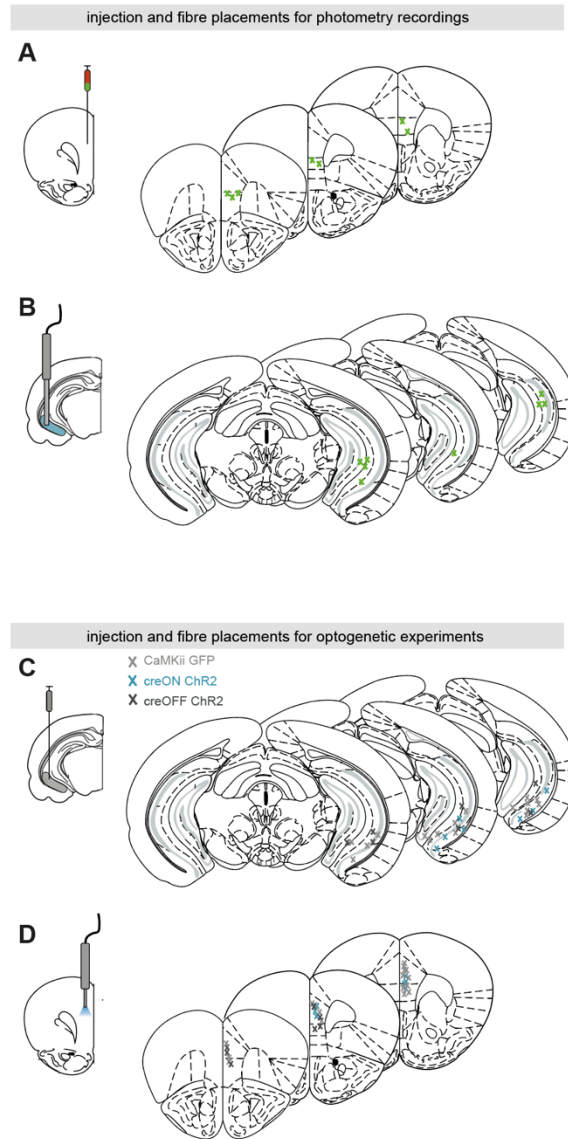 injection and fibre placements for photometry recordings
A
B
injection and fibre placements for optogenetic experiments
C
CaMKii GFP
creON ChR2
creOFF ChR2
D